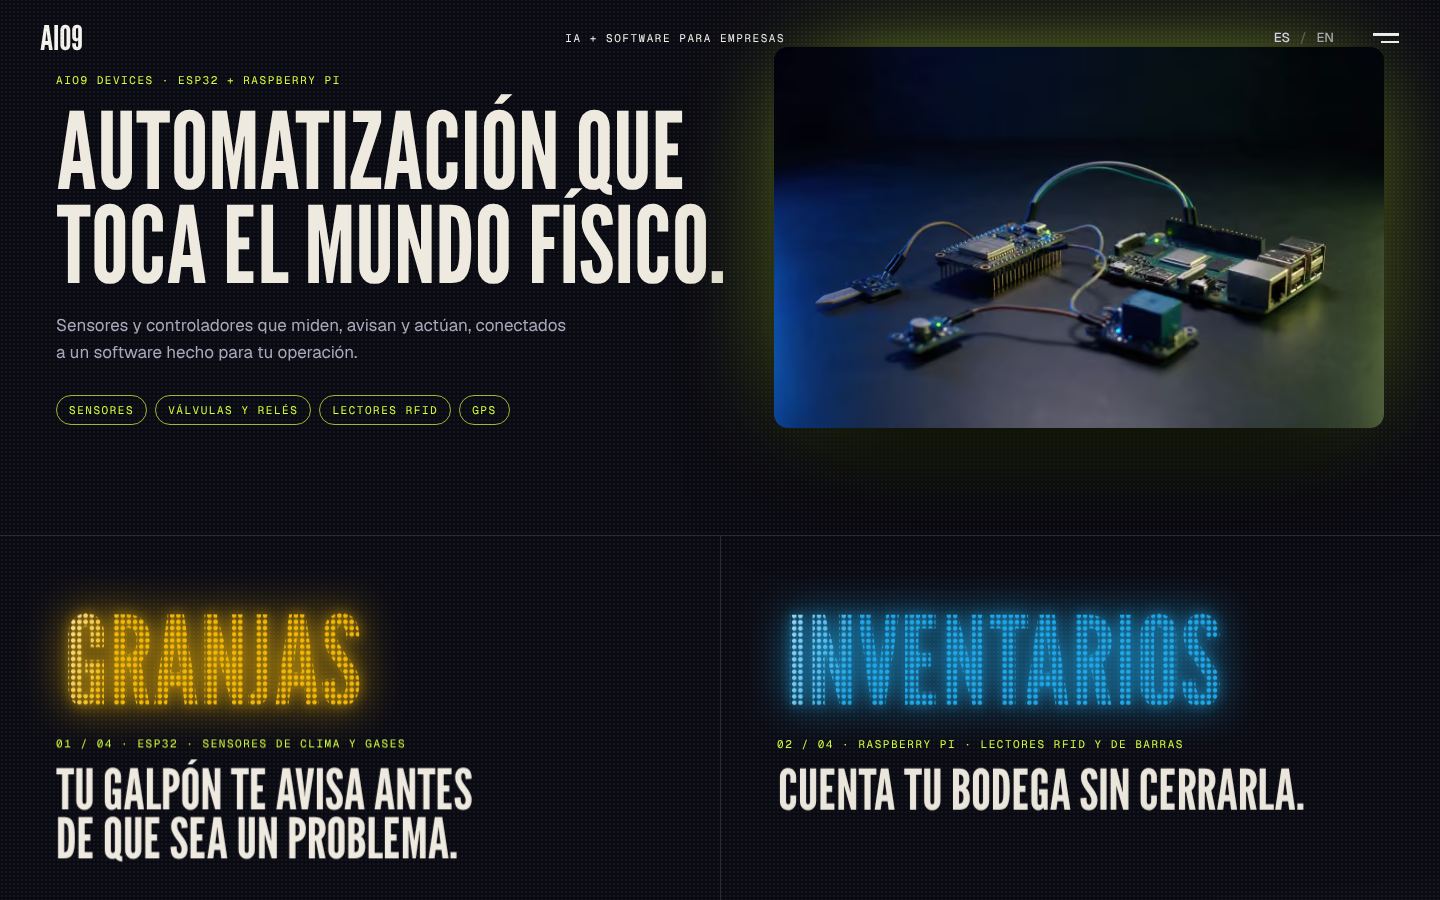 AI09
IA + SOFTWARE PARA EMPRESAS
ES / EN
AIO9 DEVICES · ESP32 + RASPBERRY PI
AUTOMATIZACIÓN QUE
TOCA EL MUNDO FÍSICO.
Sensores y controladores que miden, avisan y actúan, conectados
a un software hecho para tu operación.
SENSORES
VÁLVULAS Y RELÉS
LECTORES RFID
GPS
GRANJAS
01 / 04 · ESP32 · SENSORES DE CLIMA Y GASES
TU GALPÓN TE AVISA ANTES
DE QUE SEA UN PROBLEMA.
INVENTARIOS
02 / 04 · RASPBERRY PI · LECTORES RFID Y DE BARRAS
CUENTA TU BODEGA SIN CERRARLA.